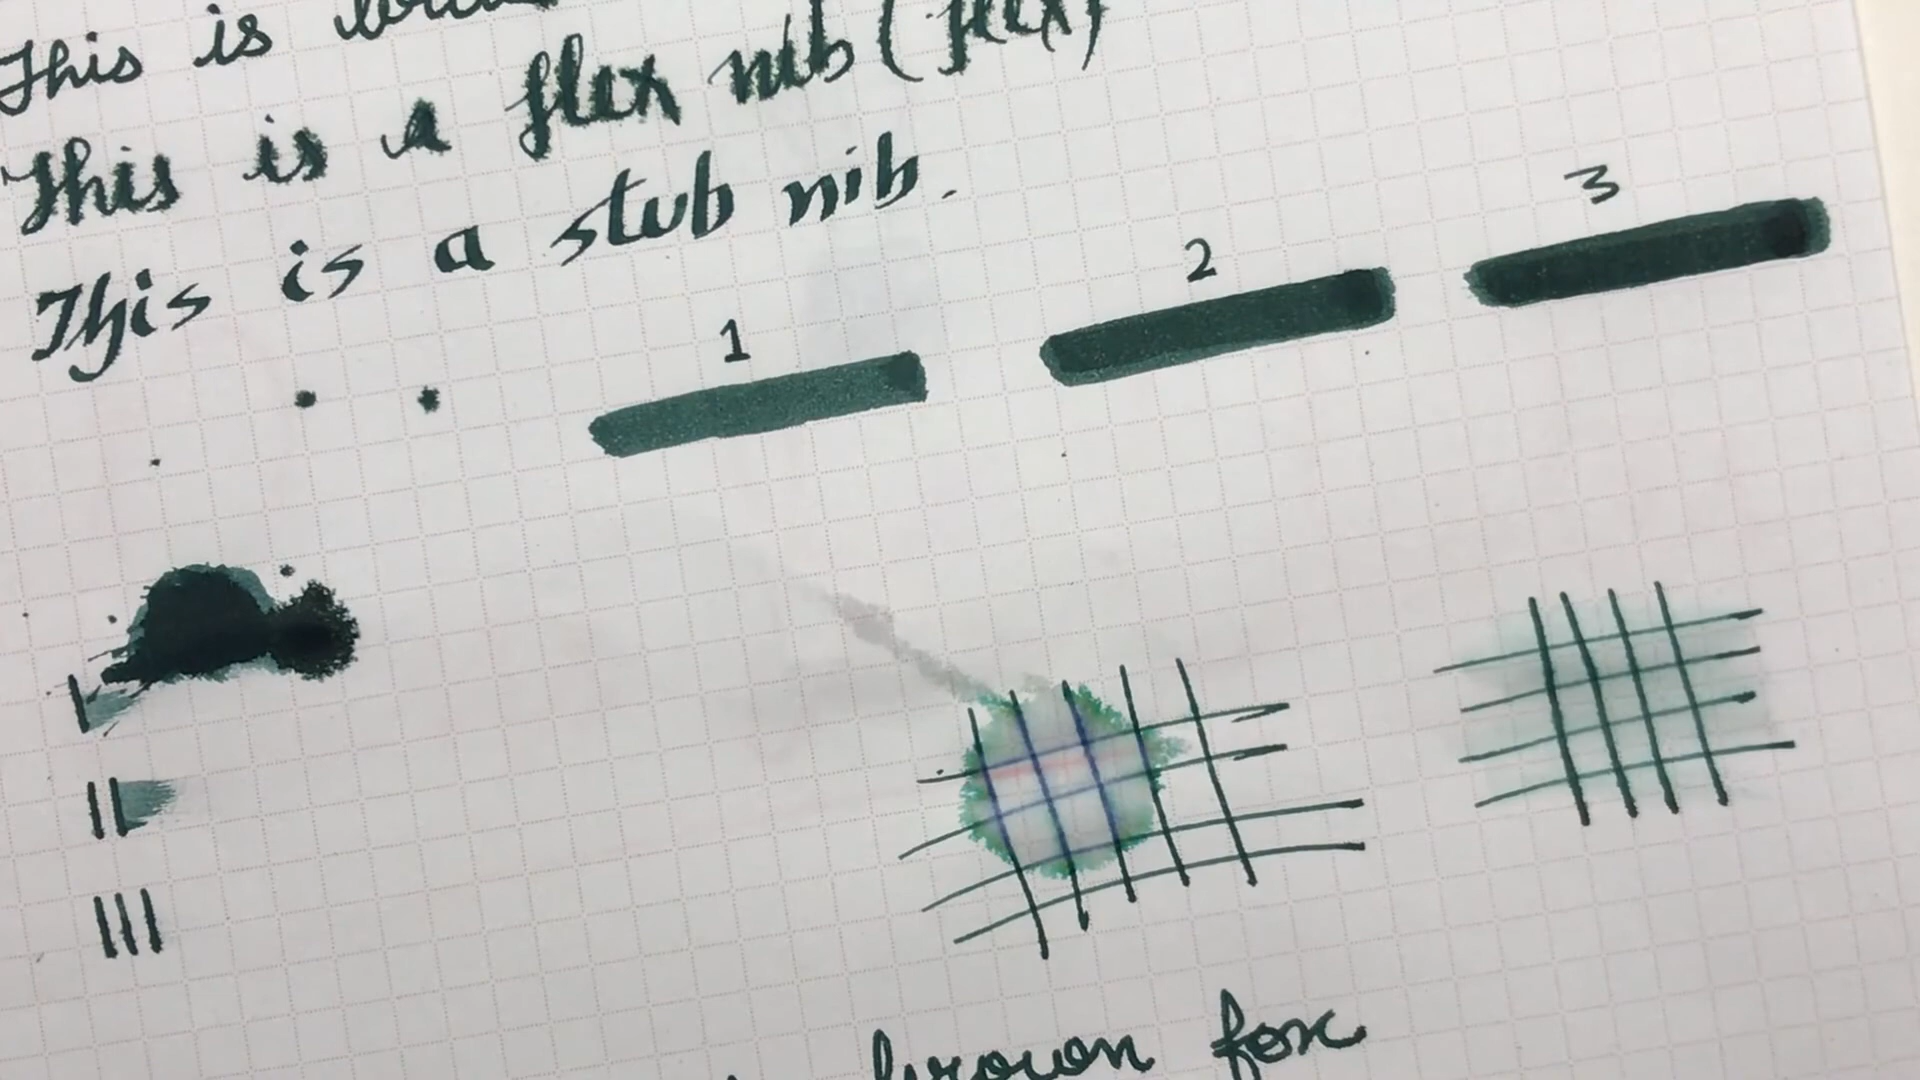 This is
This is a flex nib (flex)
This is a stub nib.
1 2 3
I
II
III
brown fox